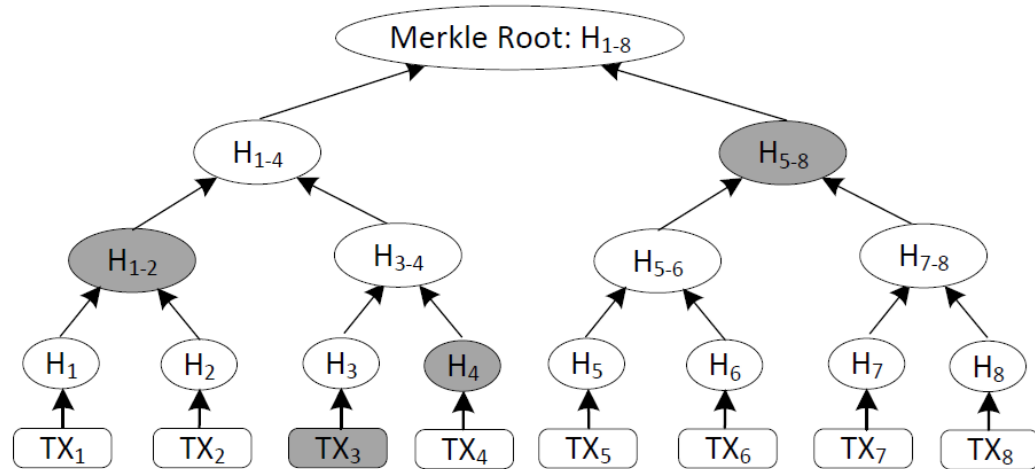 Merkle Root: H₁₋₈
H₁₋₄ H₅₋₈
H₁₋₂ H₃₋₄ H₅₋₆ H₇₋₈
H₁ H₂ H₃ H₄ H₅ H₆ H₇ H₈
TX₁ TX₂ TX₃ TX₄ TX₅ TX₆ TX₇ TX₈